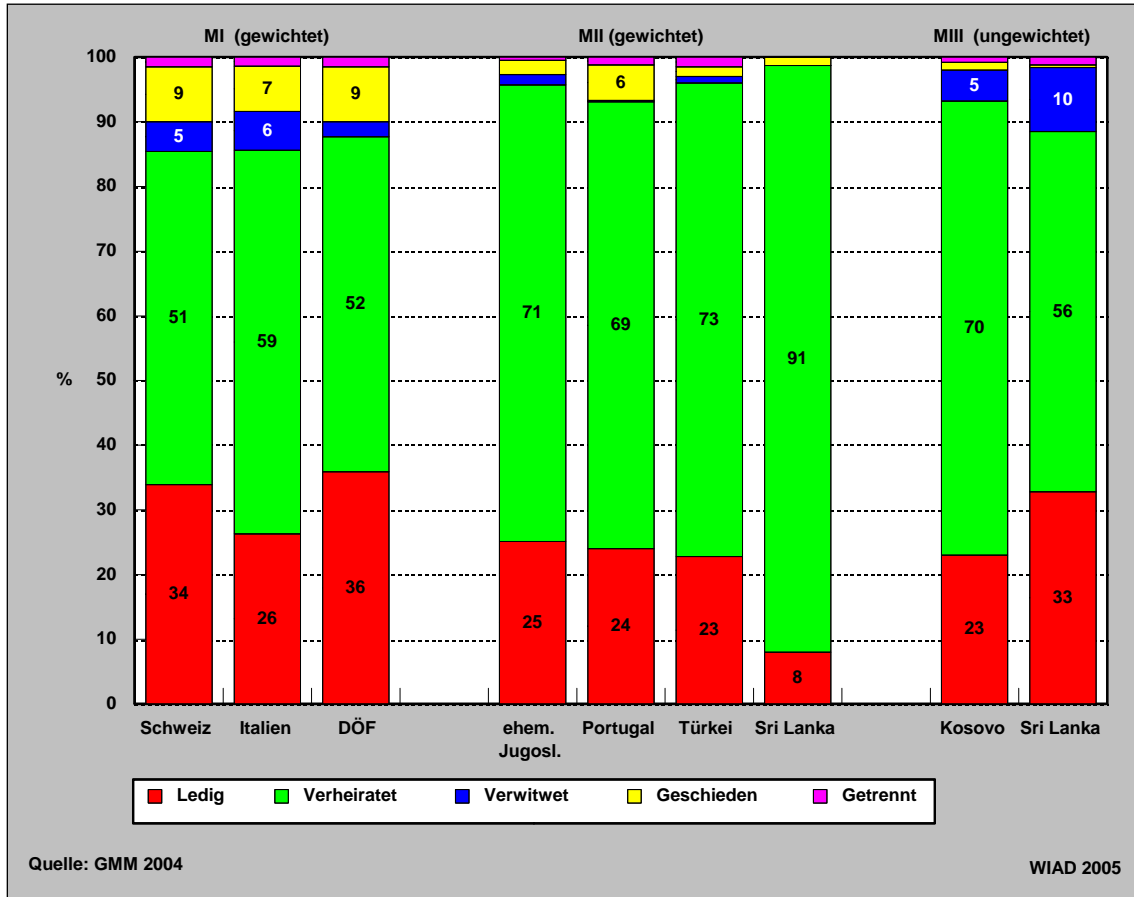 MI (gewichtet) MII (gewichtet) MIII (ungewichtet)
100
90
80
70
60
50
40
30
20
10
0
%
9 7 9 6 5
5 6 10
51 59 52 71 69 73 91 70 56
34 26 36 25 24 23 8 23 33
Schweiz Italien DÖF ehem. Portugal Türkei Sri Lanka Kosovo Sri Lanka
Jugosl.
Ledig Verheiratet Verwitwet Geschieden Getrennt
Quelle: GMM 2004 WIAD 2005